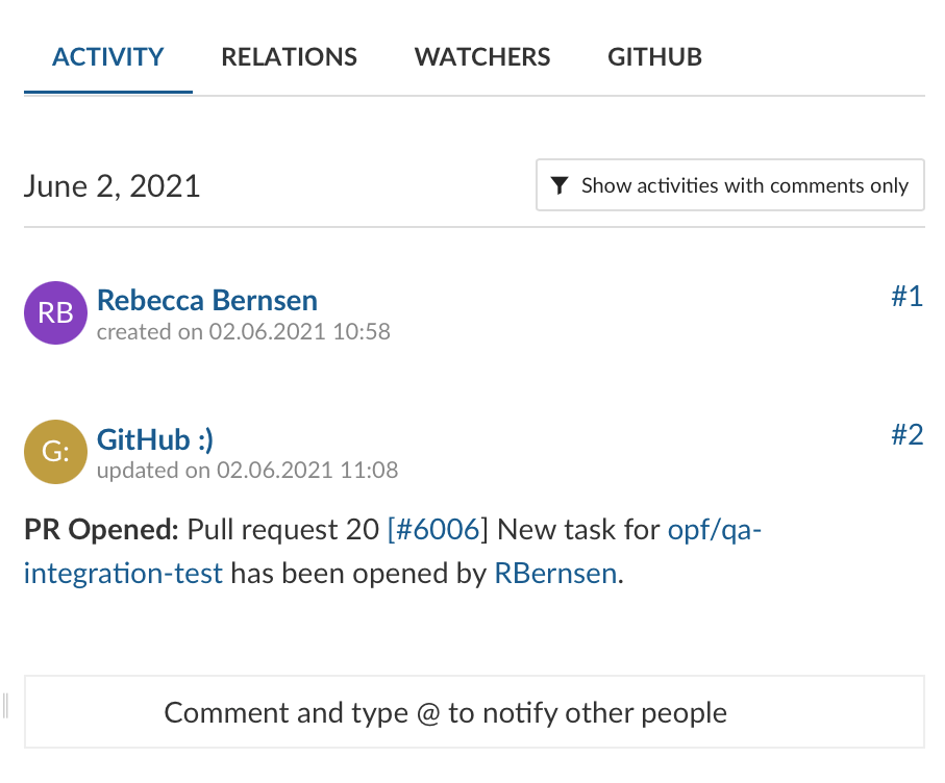 ACTIVITY RELATIONS WATCHERS GITHUB
June 2, 2021 Show activities with comments only
RB Rebecca Bernsen #1
created on 02.06.2021 10:58
G: GitHub :) #2
updated on 02.06.2021 11:08
PR Opened: Pull request 20 [#6006] New task for opf/qa-
integration-test has been opened by RBernsen.
Comment and type @ to notify other people